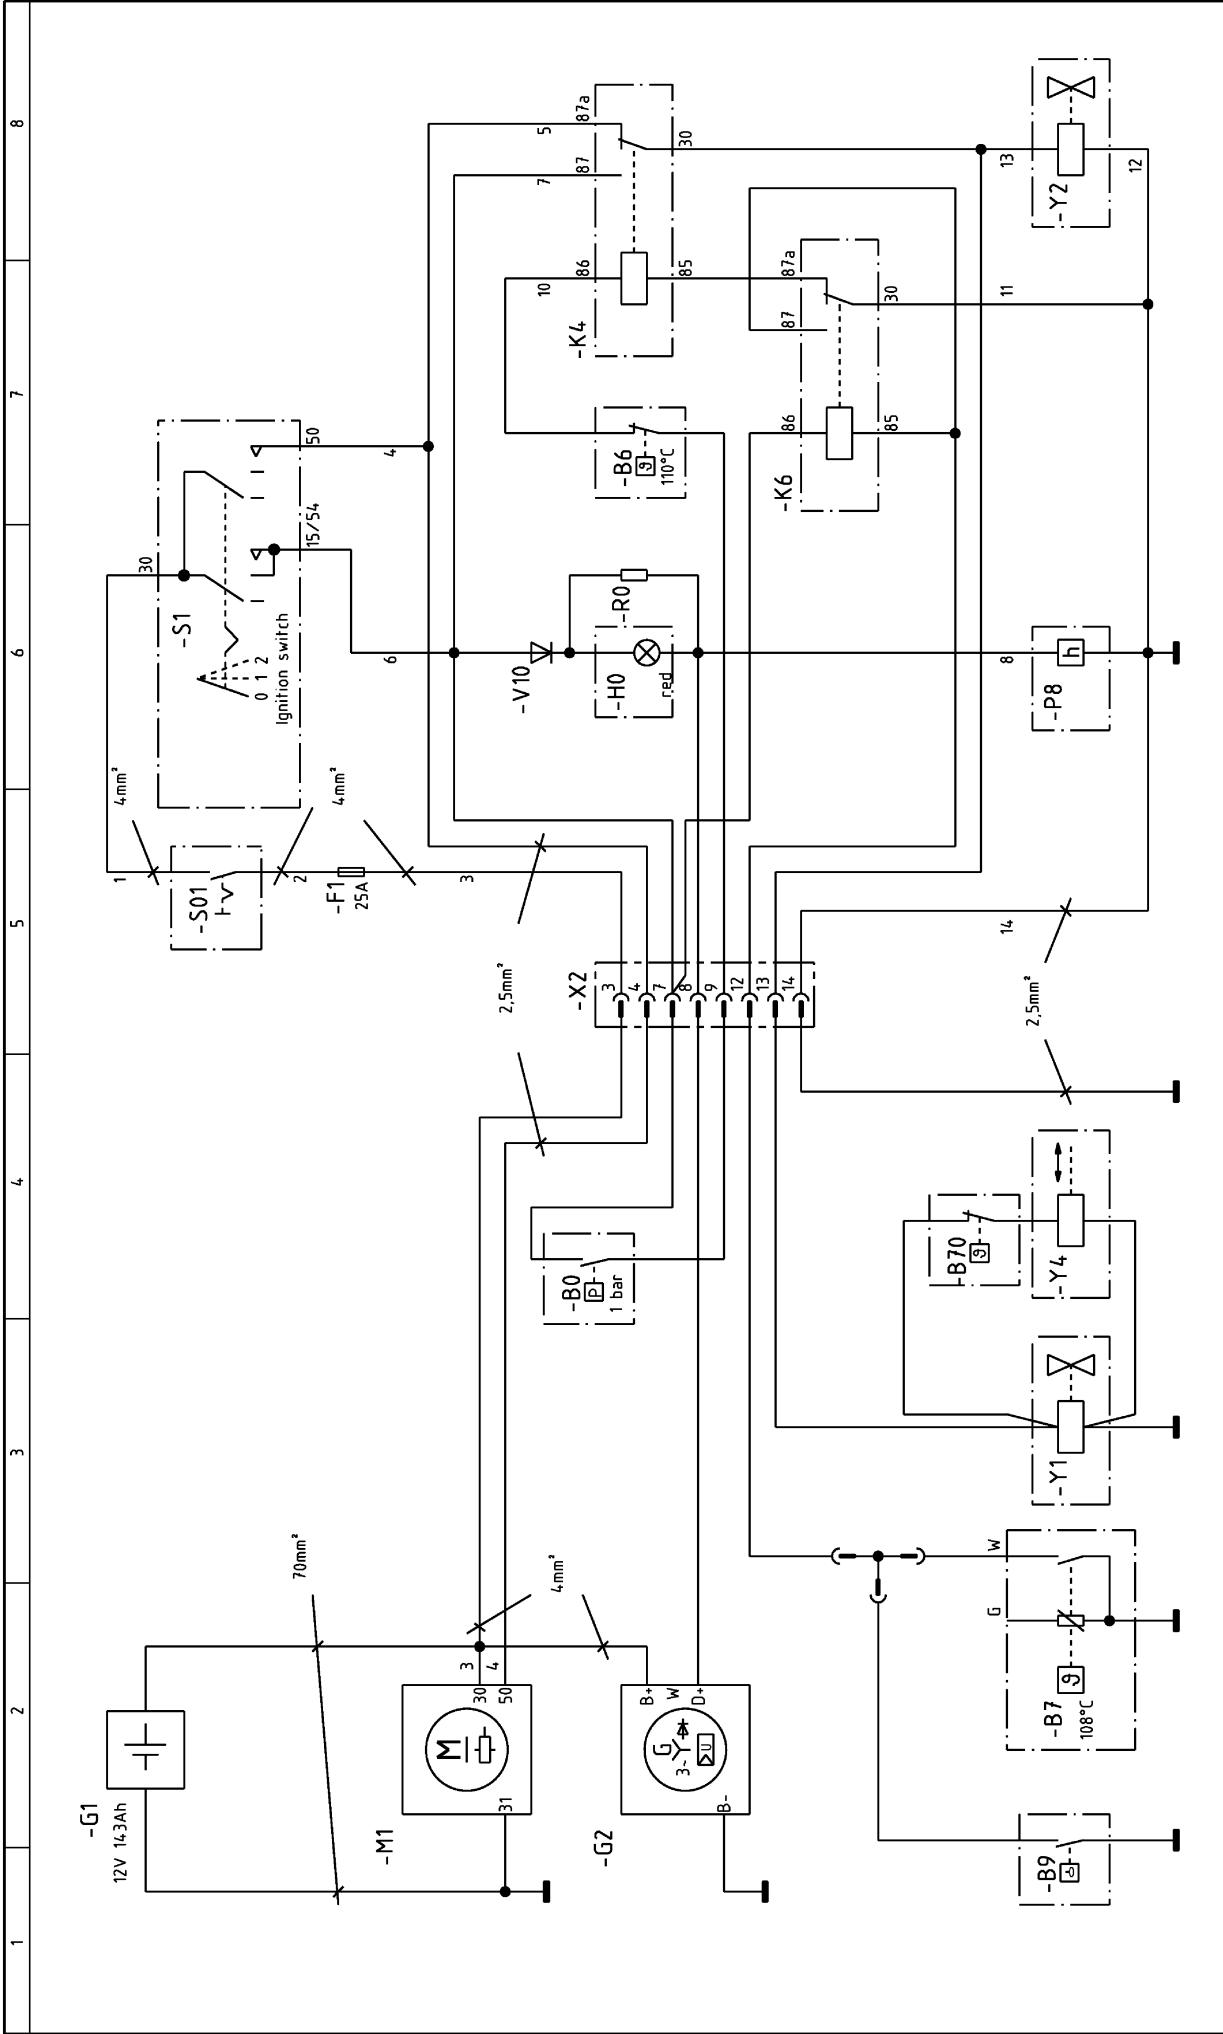 1
2
3
4
5
6
7
8
-G1
12V 143Ah
70mm²
-M1
M
31
30
50
3
4
4mm²
-G2
G
3~
U
B+
W
D+
B-
-B9
-B7
ϑ
108°C
G
W
-Y1
-Y4
-B70
ϑ
-B0
P
1 bar
-X2
3
4
7
8
9
12
13
14
2,5mm²
2,5mm²
14
-S01
1
4mm²
2
4mm²
-F1
25A
3
-S1
30
0 1 2
Ignition switch
15/54
50
4
6
-V10
-H0
red
-R0
8
-P8
h
-B6
ϑ
110°C
-K6
86
85
87
87a
30
11
-K4
10
86
85
7
87
5
87a
30
13
-Y2
12